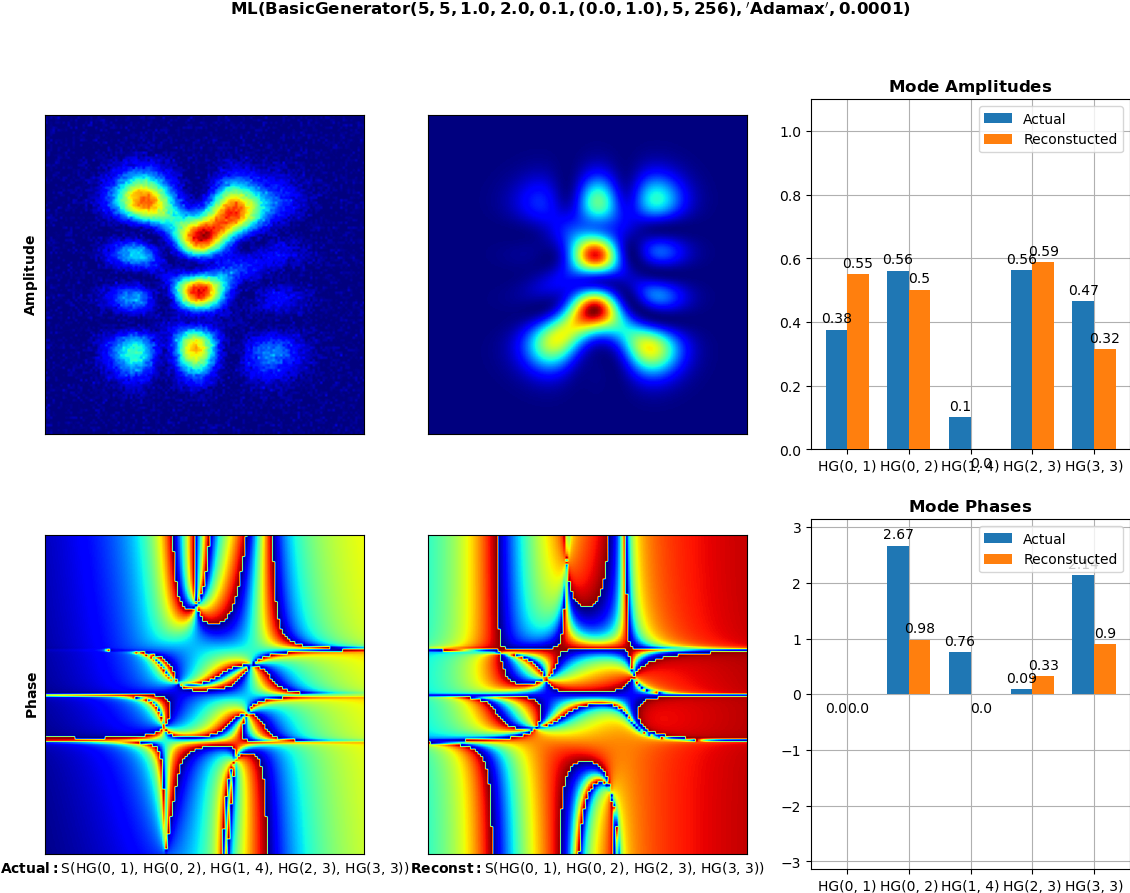 ML(BasicGenerator(5, 5, 1.0, 2.0, 0.1, (0.0, 1.0), 5, 256), ′Adamax′, 0.0001)
Mode Amplitudes
Actual
Reconstucted
1.0
0.8
0.6
0.4
0.2
0.0
0.38
0.55
0.56
0.5
0.1
0.0
0.56
0.59
0.47
0.32
HG(0, 1) HG(0, 2) HG(1, 4) HG(2, 3) HG(3, 3)
Amplitude
Mode Phases
Actual
Reconstucted
3
2
1
0
−1
−2
−3
0.0
0.0
2.67
0.98
0.76
0.0
0.09
0.33
0.9
HG(0, 1) HG(0, 2) HG(1, 4) HG(2, 3) HG(3, 3)
Phase
Actual: S(HG(0, 1), HG(0, 2), HG(1, 4), HG(2, 3), HG(3, 3))
Reconst: S(HG(0, 1), HG(0, 2), HG(2, 3), HG(3, 3))